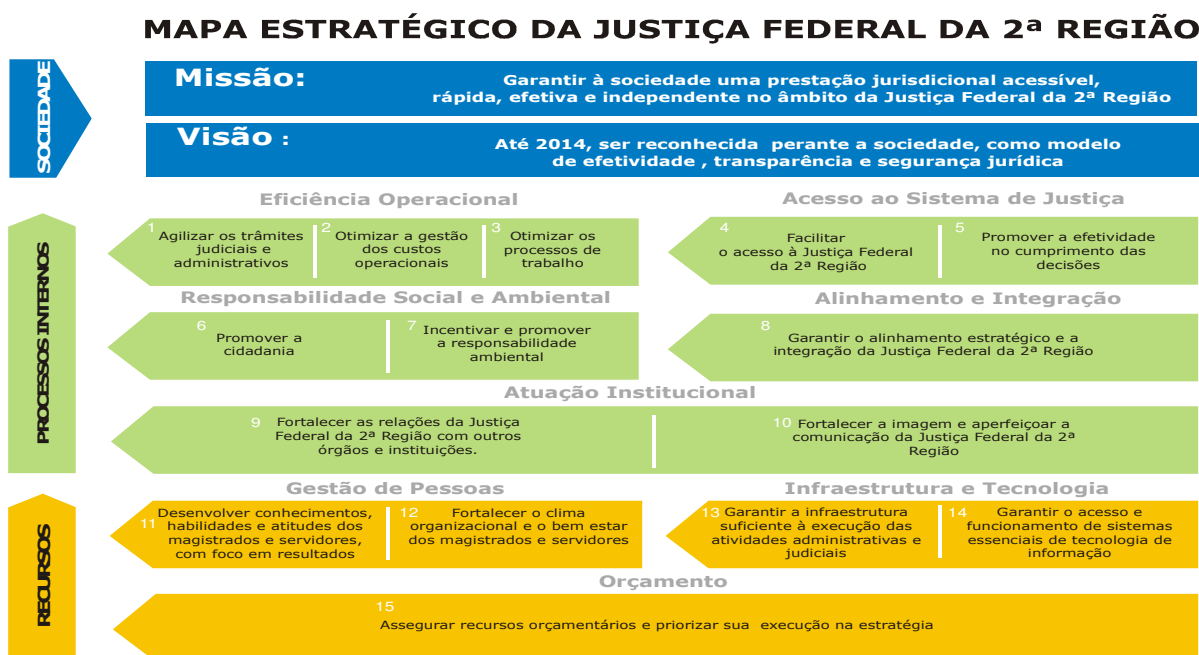 MAPA ESTRATÉGICO DA JUSTIÇA FEDERAL DA 2ª REGIÃO
SOCIEDADE
Missão:
Garantir à sociedade uma prestação jurisdicional acessível,
rápida, efetiva e independente no âmbito da Justiça Federal da 2ª Região
Visão :
Até 2014, ser reconhecida perante a sociedade, como modelo
de efetividade , transparência e segurança jurídica
PROCESSOS INTERNOS
Eficiência Operacional
1 Agilizar os trâmites
judiciais e
administrativos
2 Otimizar a gestão
dos custos
operacionais
3 Otimizar os
processos de
trabalho
Acesso ao Sistema de Justiça
4
Facilitar
o acesso à Justiça Federal
da 2ª Região
5 Promover a efetividade
no cumprimento das
decisões
Responsabilidade Social e Ambiental
6
Promover a
cidadania
7 Incentivar e promover
a responsabilidade
ambiental
Alinhamento e Integração
8
Garantir o alinhamento estratégico e a
integração da Justiça Federal da 2ª Região
Atuação Institucional
9 Fortalecer as relações da Justiça
Federal da 2ª Região com outros
órgãos e instituições.
10 Fortalecer a imagem e aperfeiçoar a
comunicação da Justiça Federal da 2ª
Região
RECURSOS
Gestão de Pessoas
11 Desenvolver conhecimentos,
habilidades e atitudes dos
magistrados e servidores,
com foco em resultados
12 Fortalecer o clima
organizacional e o bem estar
dos magistrados e servidores
Infraestrutura e Tecnologia
13 Garantir a infraestrutura
suficiente à execução das
atividades administrativas e
judiciais
14 Garantir o acesso e
funcionamento de sistemas
essenciais de tecnologia de
informação
Orçamento
15
Assegurar recursos orçamentários e priorizar sua execução na estratégia